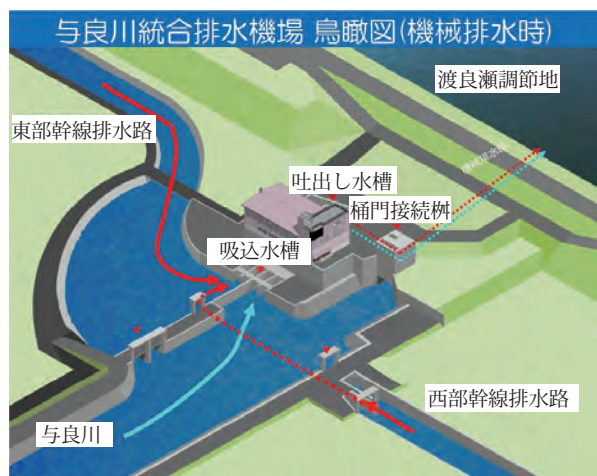 与良川統合排水機場 鳥瞰図(機械排水時)
渡良瀬調節地
東部幹線排水路
吐出し水槽
樋門接続桝
吸込水槽
西部幹線排水路
与良川